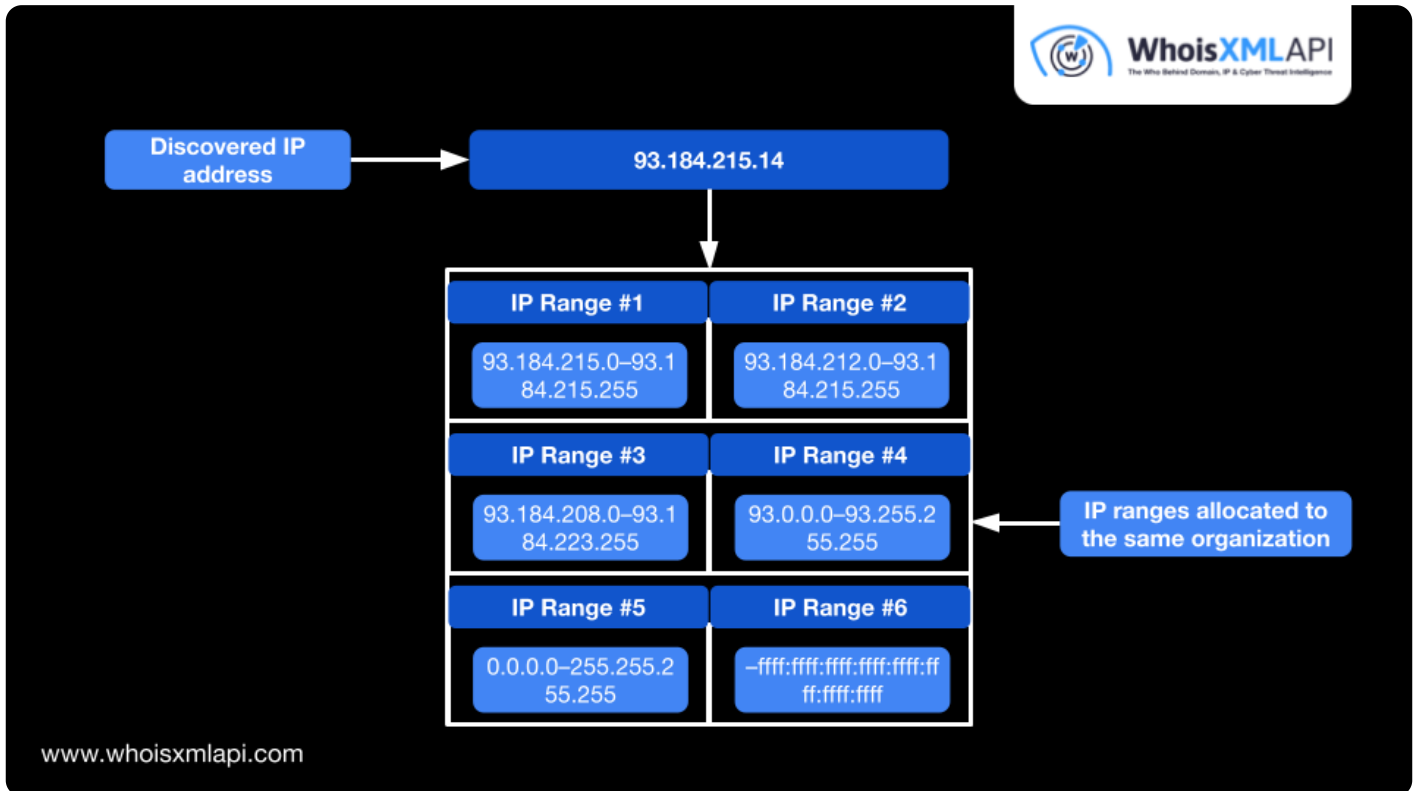 WhoisXMLAPI
The Who Behind Domain, IP & Cyber Threat Intelligence
Discovered IP
address
93.184.215.14
IP Range #1
IP Range #2
93.184.215.0–93.1
84.215.255
93.184.212.0–93.1
84.215.255
IP Range #3
IP Range #4
93.184.208.0–93.1
84.223.255
93.0.0.0–93.255.2
55.255
IP ranges allocated to
the same organization
IP Range #5
IP Range #6
0.0.0.0–255.255.2
55.255
–ffff:ffff:ffff:ffff:ffff:ff
ff:ffff:ffff
www.whoisxmlapi.com